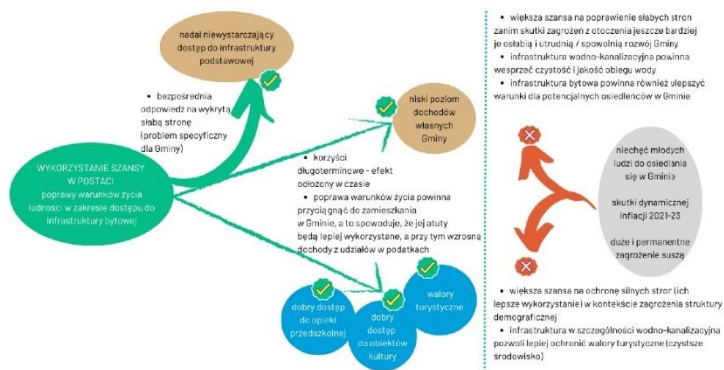 nadal niewystarczający
dostęp do infrastruktury
podstawowej
• bezpośrednia
odpowiedź na wykrytą
słabą stronę
(problem specyficzny
dla Gminy)
niski poziom
dochodów
własnych
Gminy
WYKORZYSTANIE SZANSY
W POSTACI
poprawy warunków życia
ludności w zakresie dostępu do
infrastruktury bytowej
• korzyści
długoterminowe - efekt
odłożony w czasie
• poprawa warunków życia powinna
przyciągnąć do zamieszkania
w Gminie, a to spowoduje, że jej atuty
będą lepiej wykorzystane, a przy tym wzrosną
dochody z udziałów w podatkach
dobry dostęp
do opieki
przedszkolnej
dobry
dostęp
do obiektów
kultury
walory
turystyczne
• większa szansa na poprawienie słabych stron
zanim skutki zagrożeń z otoczenia jeszcze bardziej
je osłabią i utrudnią / spowolnią rozwój Gminy
• infrastruktura wodno-kanalizacyjna powinna
wesprzeć czystość i jakość obiegu wody
• infrastruktura bytowa powinna również ulepszyć
warunki dla potencjalnych osiedleńców w Gminie
niechęć młodych
ludzi do osiedlania
się w Gminie
skutki dynamicznej
inflacji 2021-23
duże i permanentne
zagrożenie suszą
• większa szansa na ochronę silnych stron (ich
lepsze wykorzystanie) w kontekście zagrożenia struktury
demograficznej
• infrastruktura w szczególności wodno-kanalizacyjna
pozwoli lepiej ochronić walory turystyczne (czystsze
środowisko)